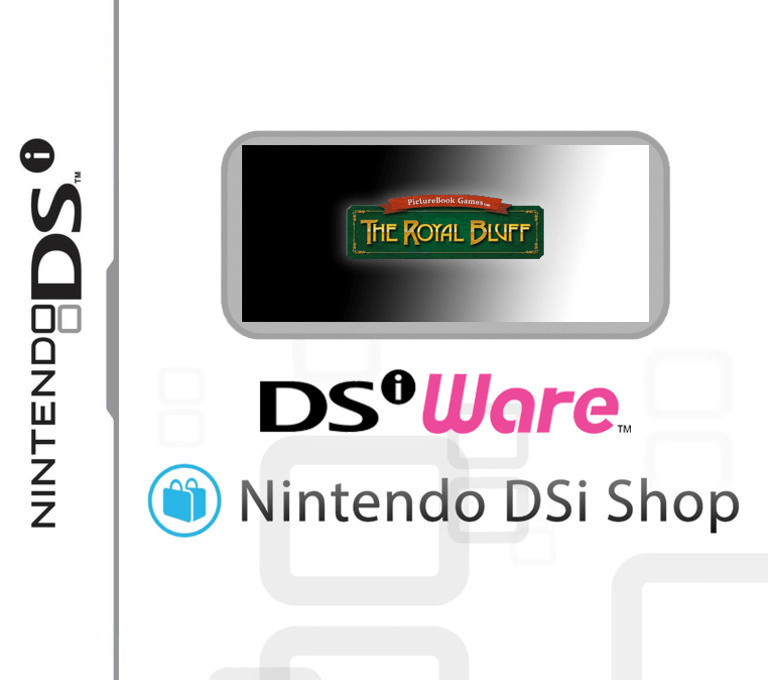 NINTENDO DSi™
PictureBook Games™
THE ROYAL BLUFF
DSiWare™
Nintendo DSi Shop